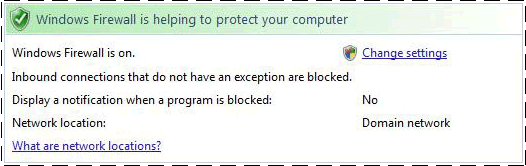 Windows Firewall is helping to protect your computer
Windows Firewall is on. Change settings
Inbound connections that do not have an exception are blocked.
Display a notification when a program is blocked: No
Network location: Domain network
What are network locations?